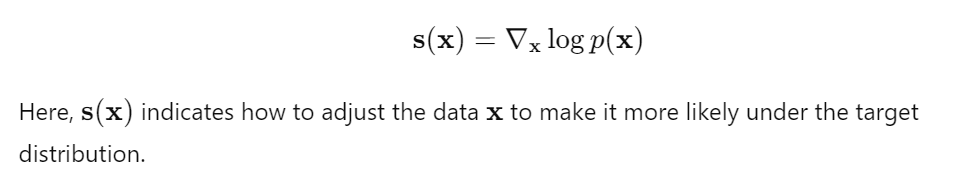 s(x) = ∇ₓ log p(x)
Here, s(x) indicates how to adjust the data x to make it more likely under the target
distribution.